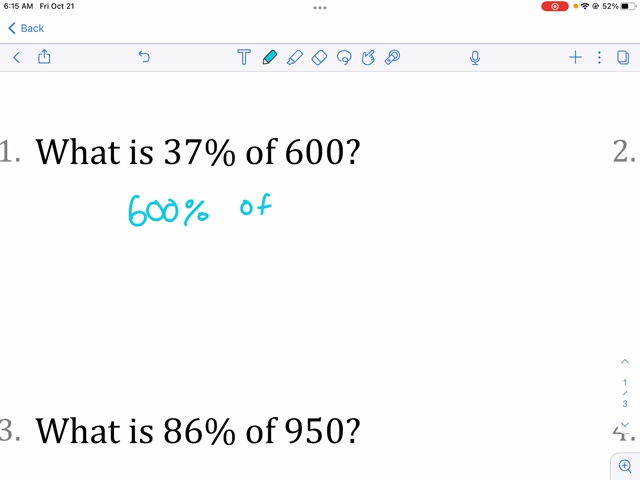 6:15 AM Fri Oct 21
52%
Back
T
1. What is 37% of 600?
2.
600% of
1
3
3. What is 86% of 950?
4.